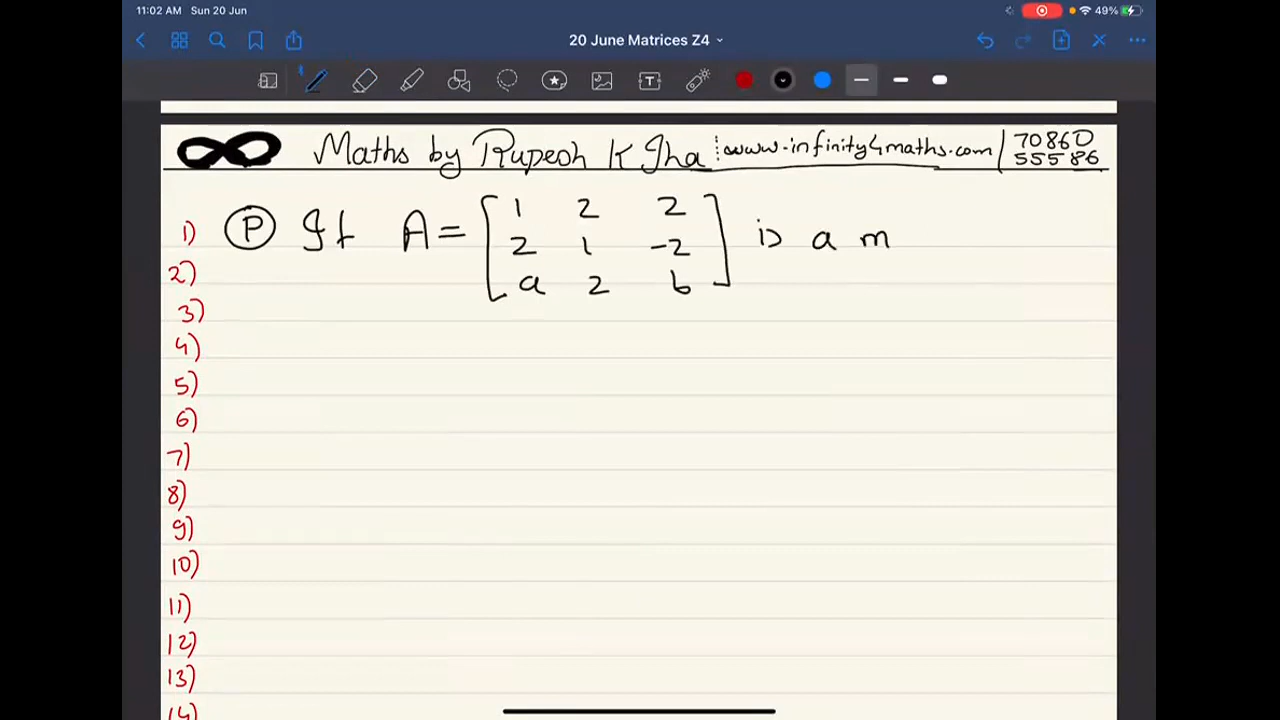 11:02 AM Sun 20 Jun 49%
20 June Matrices Z4
Maths by Rupesh K Jha www.infinity4maths.com 70860 55586
1) P If A = [ 1 2 2 is a m
2 1 -2
a 2 b ]
2)
3)
4)
5)
6)
7)
8)
9)
10)
11)
12)
13)
14)